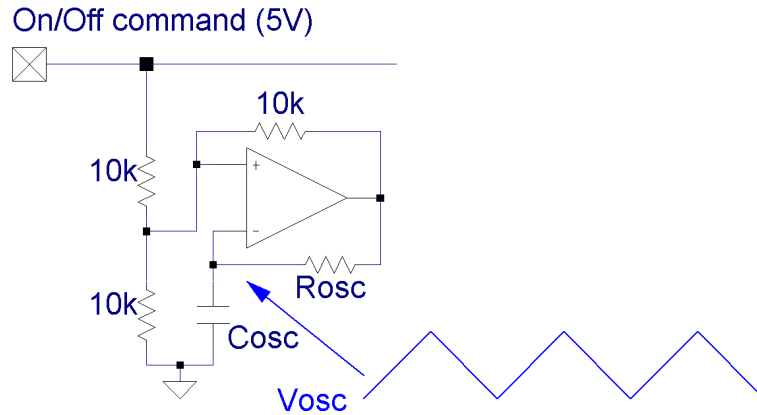 On/Off command (5V)
10k
10k
+
-
Rosc
10k
Cosc
Vosc